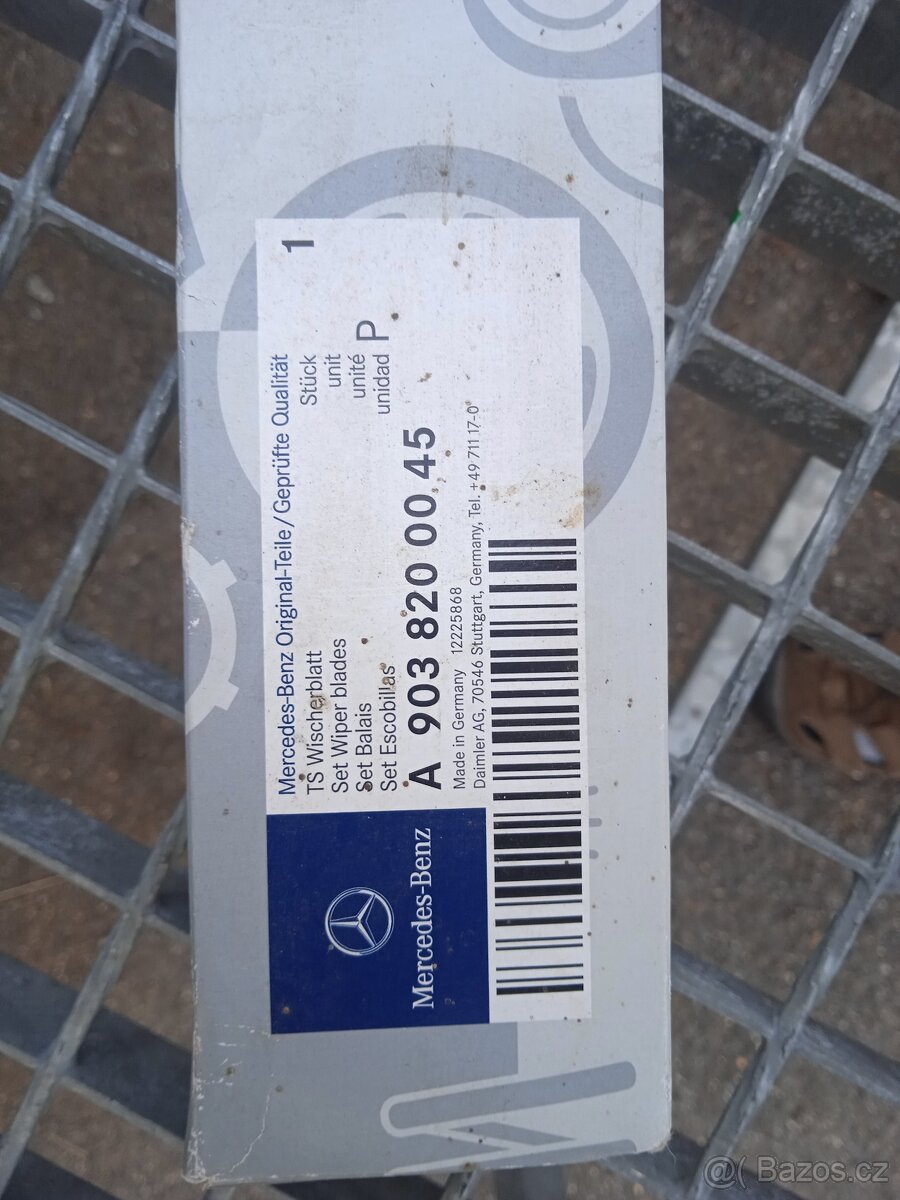 Mercedes-Benz Original-Teile/Geprüfte Qualität
TS Wischerblatt
Set Wiper blades
Set Balais
Set Escobillas
1
Stück
unit
unité
unidad
P
A 903 820 00 45
Made in Germany 12225868
Daimler AG, 70546 Stuttgart, Germany, Tel. +49 711 17-0
Mercedes-Benz
@( Bazos.cz